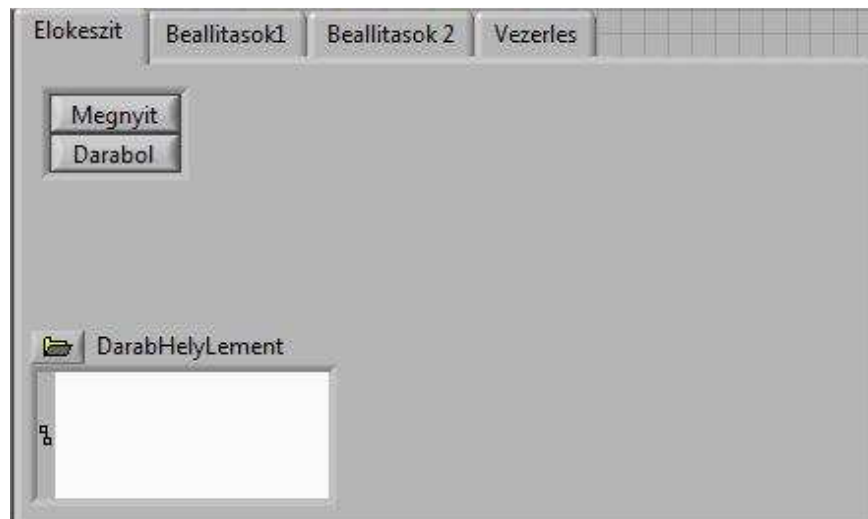 Elokeszit Beallitasok1 Beallitasok 2 Vezerles
Megnyit
Darabol
DarabHelyLement